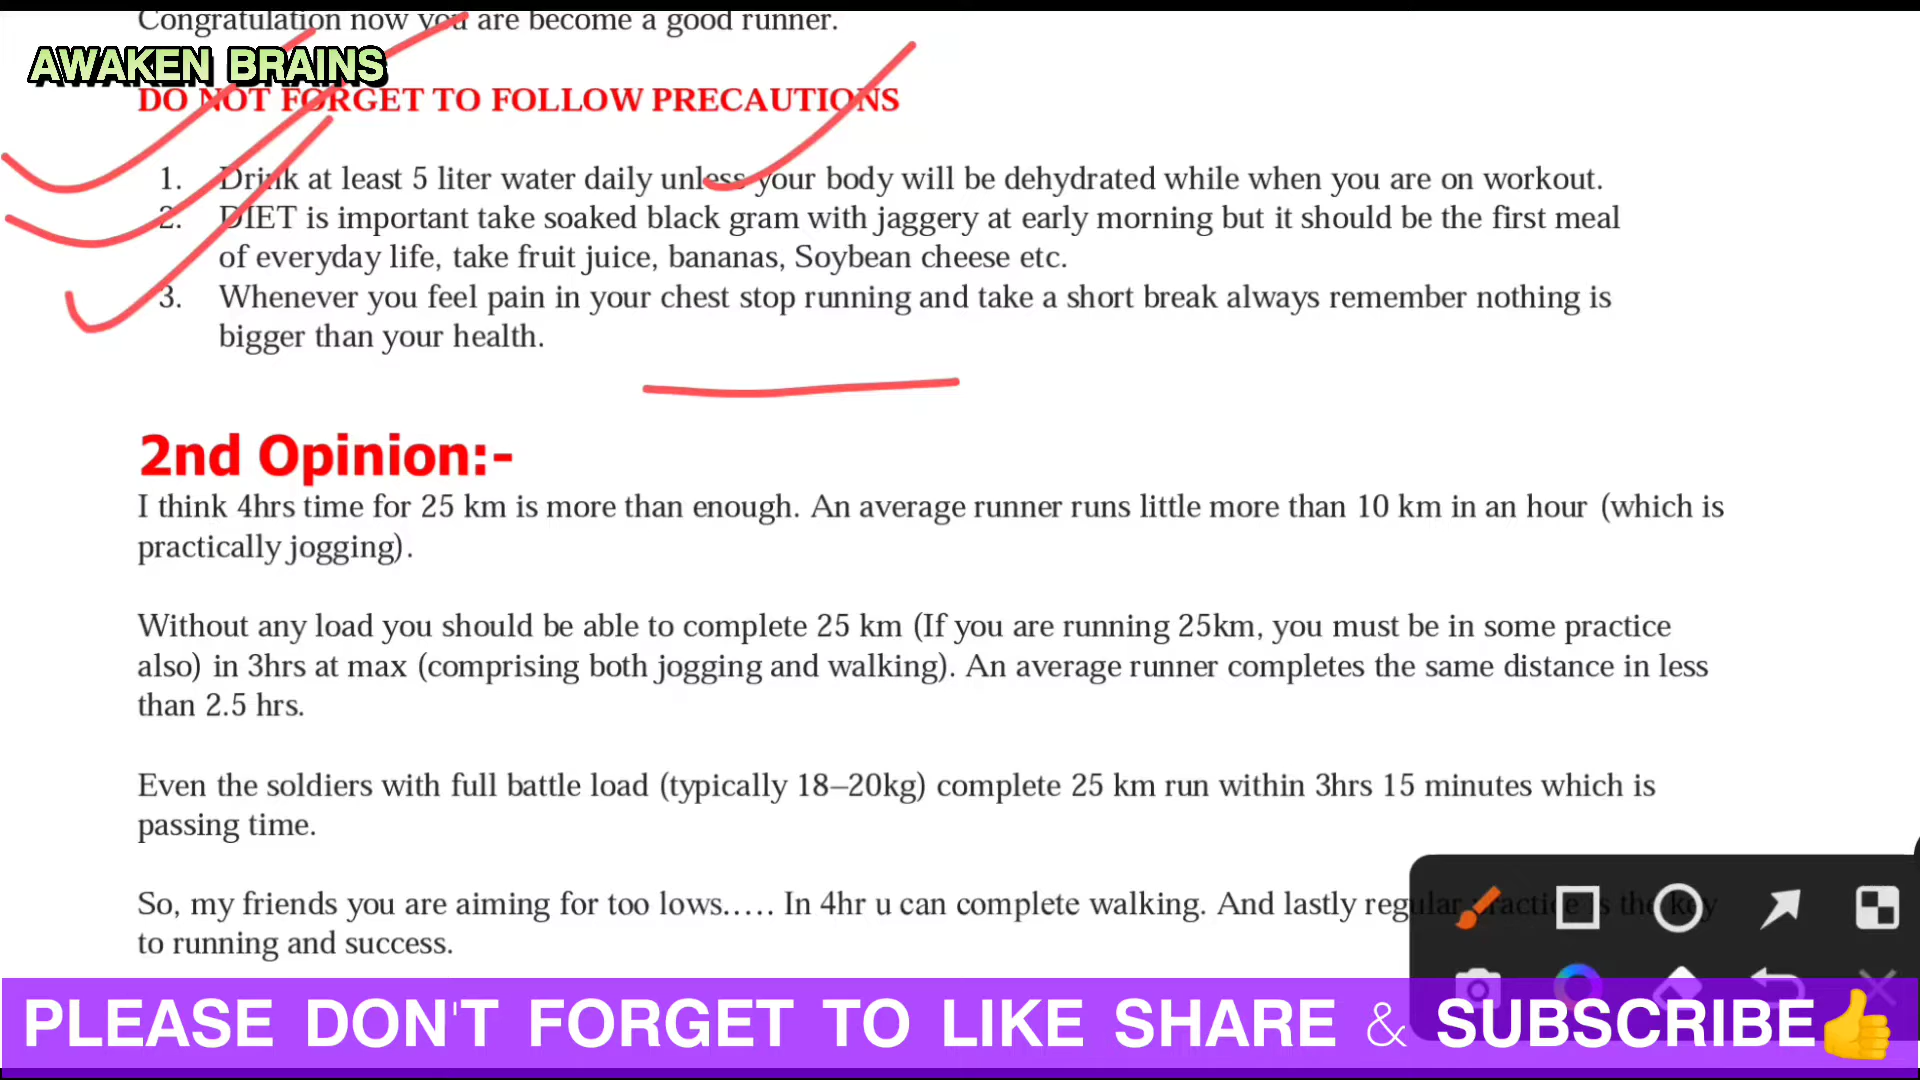 Congratulation now you are become a good runner.
AWAKEN BRAINS
DO NOT FORGET TO FOLLOW PRECAUTIONS
1. Drink at least 5 liter water daily unless your body will be dehydrated while when you are on workout.
2. DIET is important take soaked black gram with jaggery at early morning but it should be the first meal
of everyday life, take fruit juice, bananas, Soybean cheese etc.
3. Whenever you feel pain in your chest stop running and take a short break always remember nothing is
bigger than your health.
2nd Opinion:-
I think 4hrs time for 25 km is more than enough. An average runner runs little more than 10 km in an hour (which is
practically jogging).
Without any load you should be able to complete 25 km (If you are running 25km, you must be in some practice
also) in 3hrs at max (comprising both jogging and walking). An average runner completes the same distance in less
than 2.5 hrs.
Even the soldiers with full battle load (typically 18–20kg) complete 25 km run within 3hrs 15 minutes which is
passing time.
So, my friends you are aiming for too lows….. In 4hr u can complete walking. And lastly regular practice is the key
to running and success.
PLEASE DON'T FORGET TO LIKE SHARE & SUBSCRIBE👍